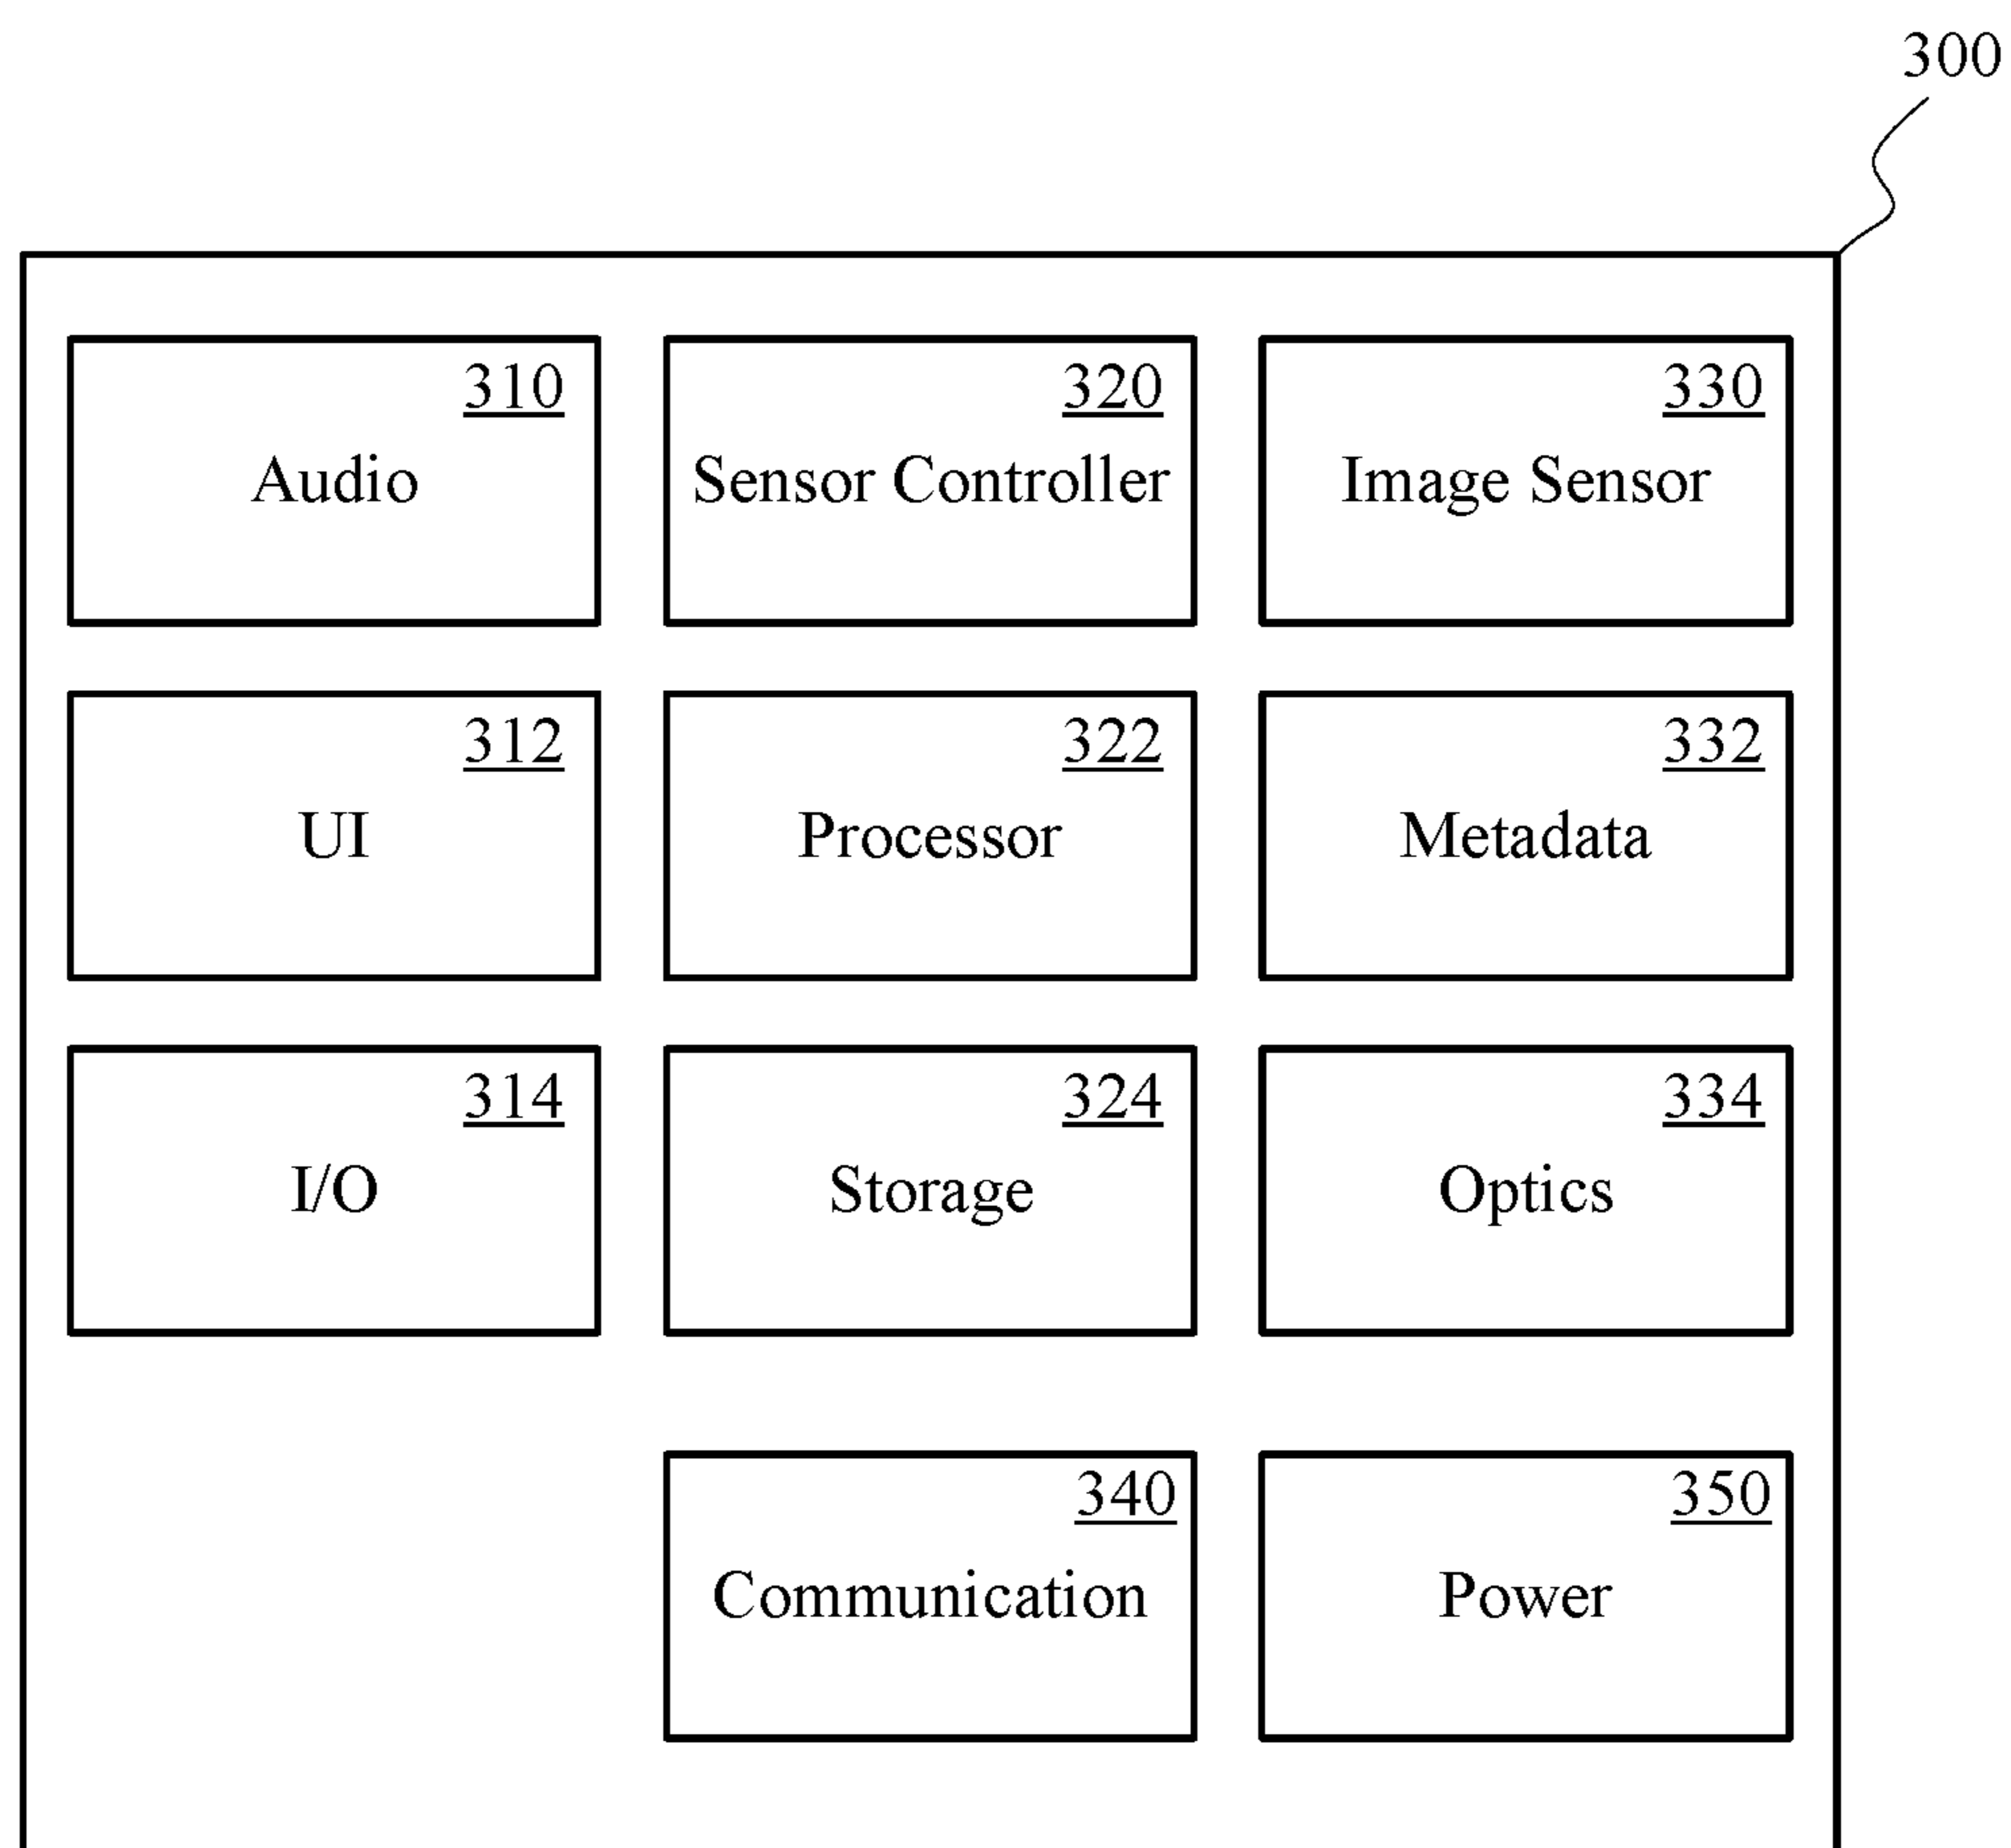 300
310
Audio
320
Sensor Controller
330
Image Sensor
312
UI
322
Processor
332
Metadata
314
I/O
324
Storage
334
Optics
340
Communication
350
Power